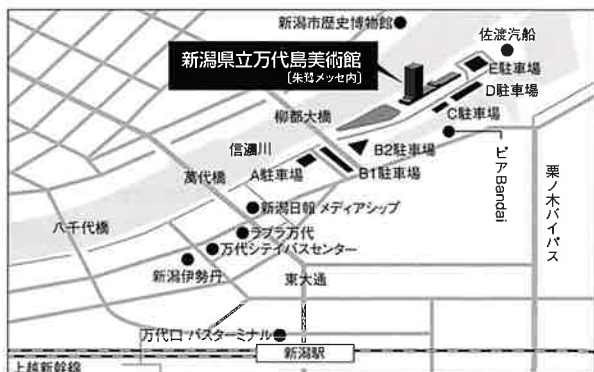 新潟市歴史博物館
佐渡汽船
新潟県立万代島美術館
〔朱鷺メッセ内〕
E駐車場
D駐車場
C駐車場
柳都大橋
信濃川
B2駐車場
A駐車場
B1駐車場
ピアBandai
栗ノ木バイパス
萬代橋
新潟日報 メディアシップ
八千代橋
ラブラ万代
万代シテイバスセンター
新潟伊勢丹
東大通
万代口 バスターミナル
新潟駅
上越新幹線